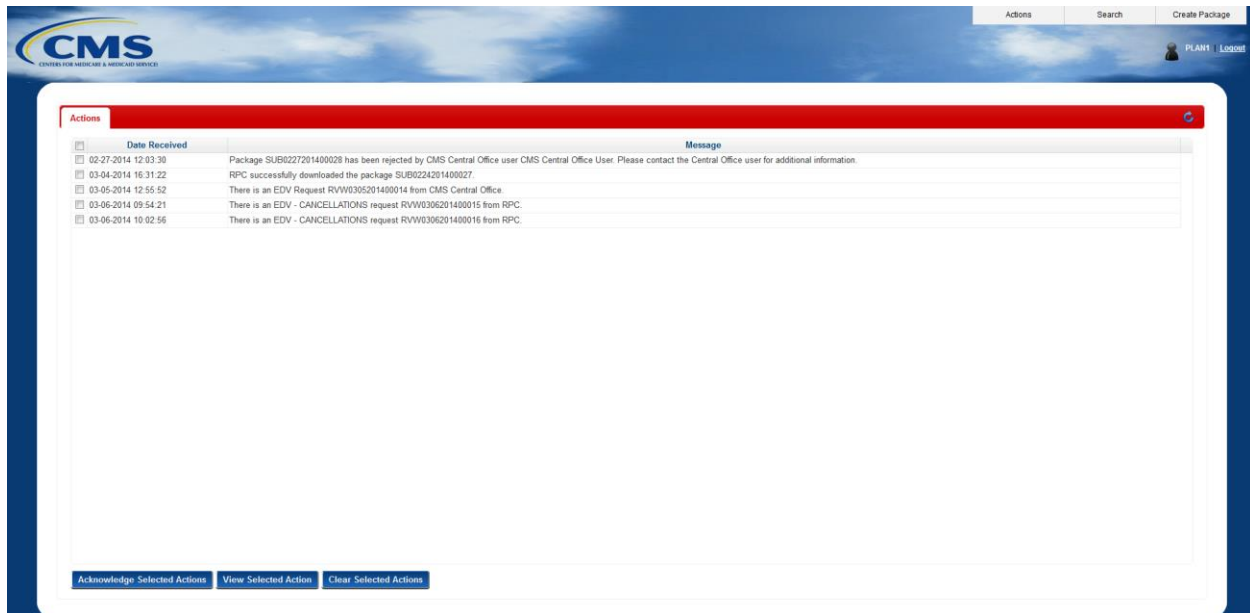 Actions Search Create Package
CMS
CENTERS FOR MEDICARE & MEDICAID SERVICES
PLAN1 | Logout
Actions
Date Received Message
02-27-2014 12:03:30 Package SUB0227201400028 has been rejected by CMS Central Office user CMS Central Office User. Please contact the Central Office user for additional information.
03-04-2014 16:31:22 RPC successfully downloaded the package SUB0224201400027.
03-05-2014 12:55:52 There is an EDV Request RVW0305201400014 from CMS Central Office.
03-06-2014 09:54:21 There is an EDV - CANCELLATIONS request RVW0306201400015 from RPC.
03-06-2014 10:02:56 There is an EDV - CANCELLATIONS request RVW0306201400016 from RPC.
Acknowledge Selected Actions View Selected Action Clear Selected Actions